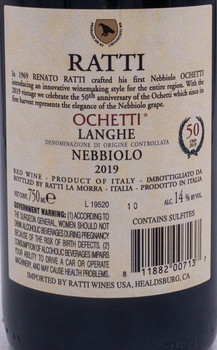 RATTI
In 1969 RENATO RATTI crafted his first Nebbiolo OCHETTI
introducing an innovative winemaking style for the entire region. With the
2019 vintage we celebrate the 50th anniversary of the Ochetti which since its
first harvest represents the elegance of the Nebbiolo grape.
OCHETTI®
LANGHE
DENOMINAZIONE DI ORIGINE CONTROLLATA
NEBBIOLO
2019
50
RED WINE - PRODUCT OF ITALY - IMBOTTIGLIATO DA
BOTTLED BY RATTI LA MORRA - ITALIA - PRODOTTO IN ITALIA
750 ml e
L 19520
10
ALC. 14% by vol.
GOVERNMENT WARNING: (1) ACCORDING TO
THE SURGEON GENERAL, WOMEN SHOULD NOT
DRINK ALCOHOLIC BEVERAGES DURING PREGNANCY
BECAUSE OF THE RISK OF BIRTH DEFECTS. (2)
CONSUMPTION OF ALCOHOLIC BEVERAGES IMPAIRS
YOUR ABILITY TO DRIVE A CAR OR OPERATE
MACHINERY, AND MAY CAUSE HEALTH PROBLEMS.
CONTAINS SULFITES
8 11882 00713
IMPORTED BY RATTI WINES USA, HEALDSBURG, CA